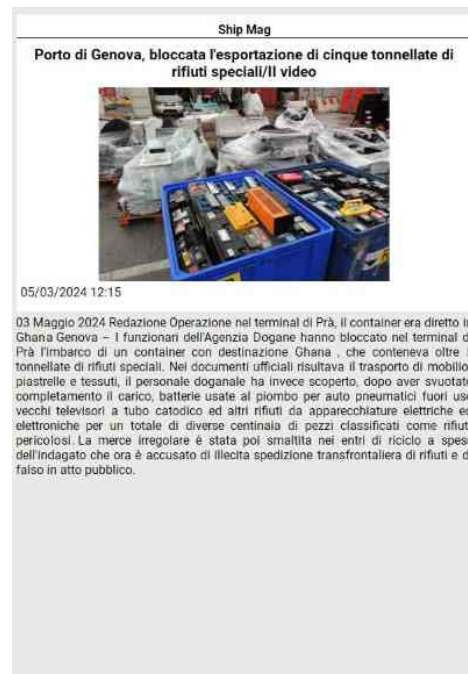 Ship Mag
Porto di Genova, bloccata l'esportazione di cinque tonnellate di
rifiuti speciali/Il video
05/03/2024 12:15
03 Maggio 2024 Redazione Operazione nel terminal di Prà, il container era diretto in
Ghana Genova – I funzionari dell'Agenzia Dogane hanno bloccato nel terminal di
Prà l'imbarco di un container con destinazione Ghana , che conteneva oltre
tonnellate di rifiuti speciali. Nei documenti ufficiali risultava il trasporto di mobilio,
piastrelle e tessuti, il personale doganale ha invece scoperto, dopo aver svuotato
completamento il carico, batterie usate al piombo per auto pneumatici fuori uso
vecchi televisori a tubo catodico ed altri rifiuti da apparecchiature elettriche ed
elettroniche per un totale di diverse centinaia di pezzi classificati come rifiuti
pericolosi. La merce irregolare è stata poi smaltita nei entri di riciclo a spese
dell'indagato che ora è accusato di illecita spedizione transfrontaliera di rifiuti e di
falso in atto pubblico.